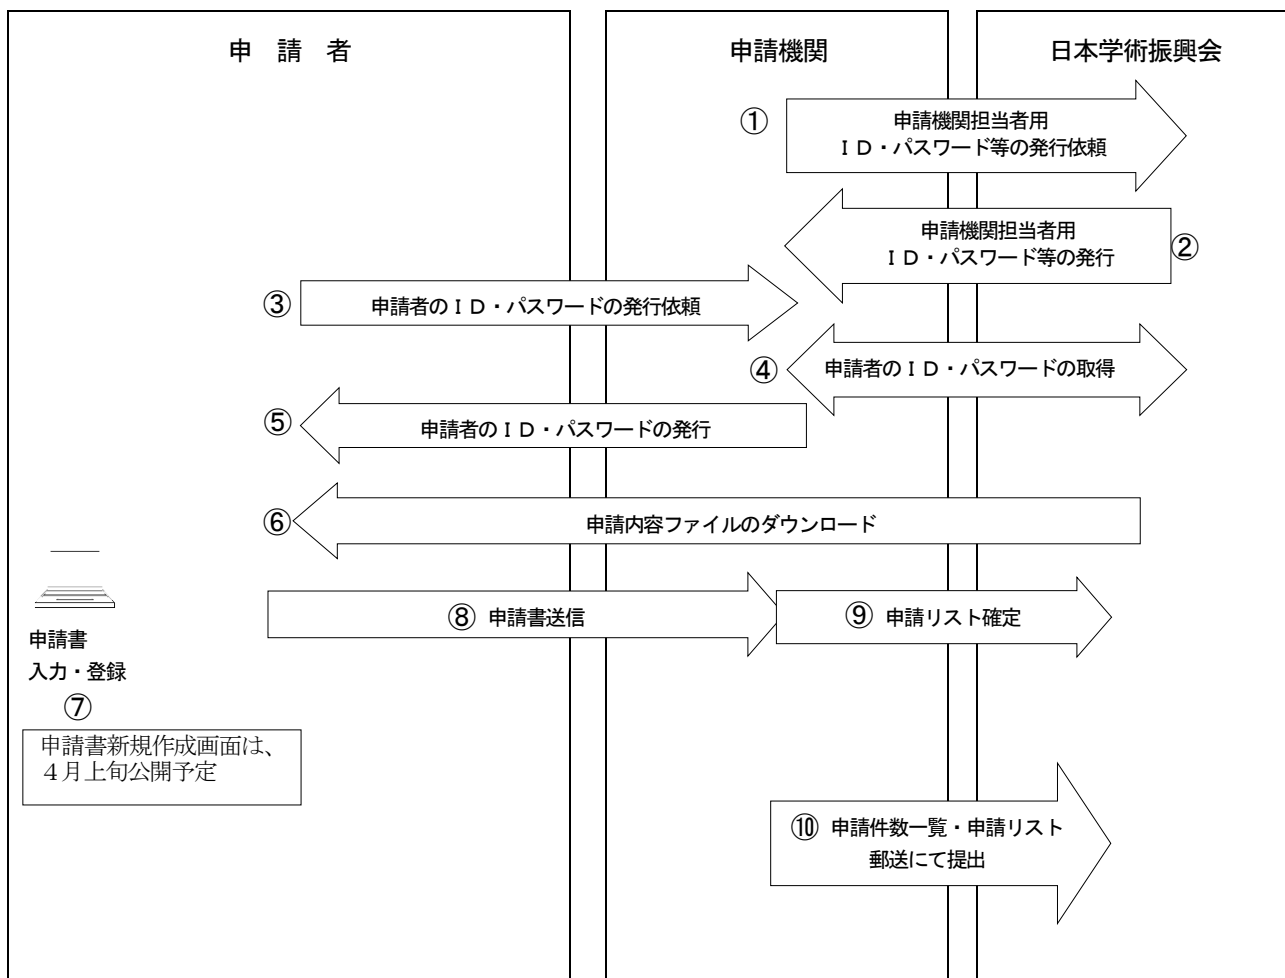 申　請　者
申請機関
日本学術振興会
①
申請機関担当者用
ＩＤ・パスワード等の発行依頼
申請機関担当者用
ＩＤ・パスワード等の発行
②
③
申請者のＩＤ・パスワードの発行依頼
④
申請者のＩＤ・パスワードの取得
⑤
申請者のＩＤ・パスワードの発行
⑥
申請内容ファイルのダウンロード
⑧ 申請書送信
⑨ 申請リスト確定
申請書
入力・登録
⑦
申請書新規作成画面は、
４月上旬公開予定
⑩ 申請件数一覧・申請リスト
郵送にて提出